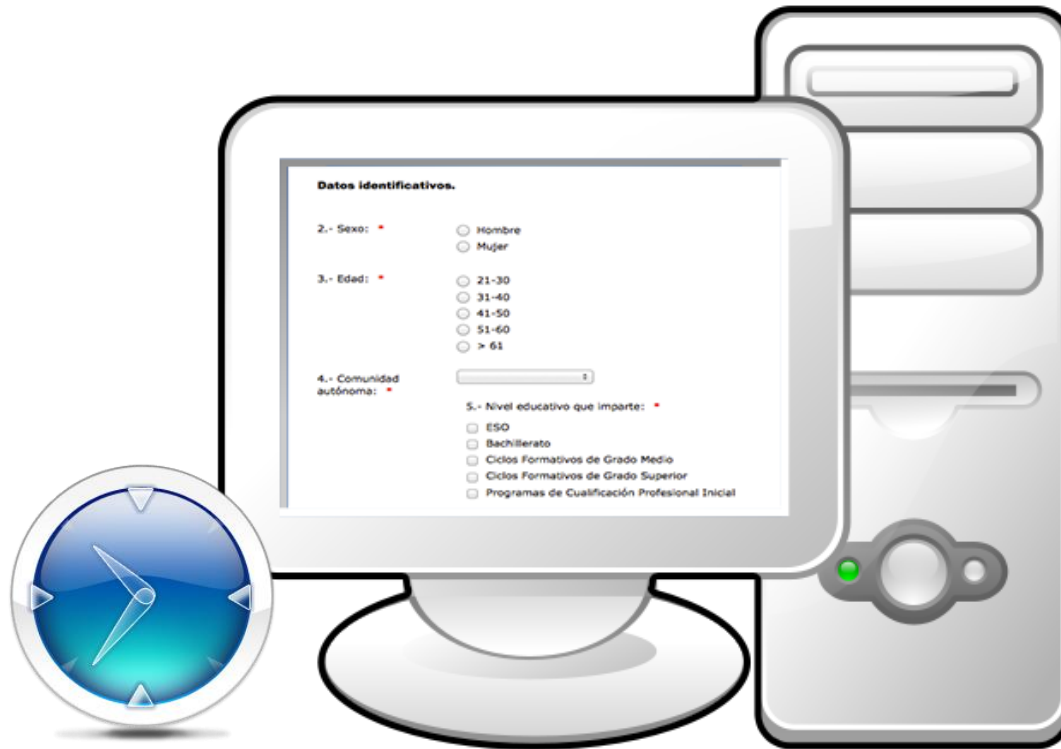 Datos identificativos.
2.- Sexo: *
Hombre
Mujer
3.- Edad: *
21-30
31-40
41-50
51-60
> 61
4.- Comunidad
autónoma: *
5.- Nivel educativo que imparte: *
ESO
Bachillerato
Ciclos Formativos de Grado Medio
Ciclos Formativos de Grado Superior
Programas de Cualificación Profesional Inicial